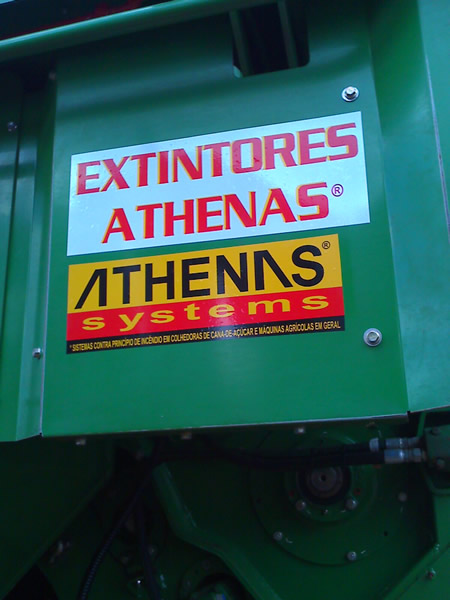 EXTINTORES
ATHENAS®
ATHENAS®
systems
* SISTEMAS CONTRA PRINCÍPIO DE INCÊNDIO EM COLHEDORAS DE CANA-DE-AÇÚCAR E MÁQUINAS AGRÍCOLAS EM GERAL